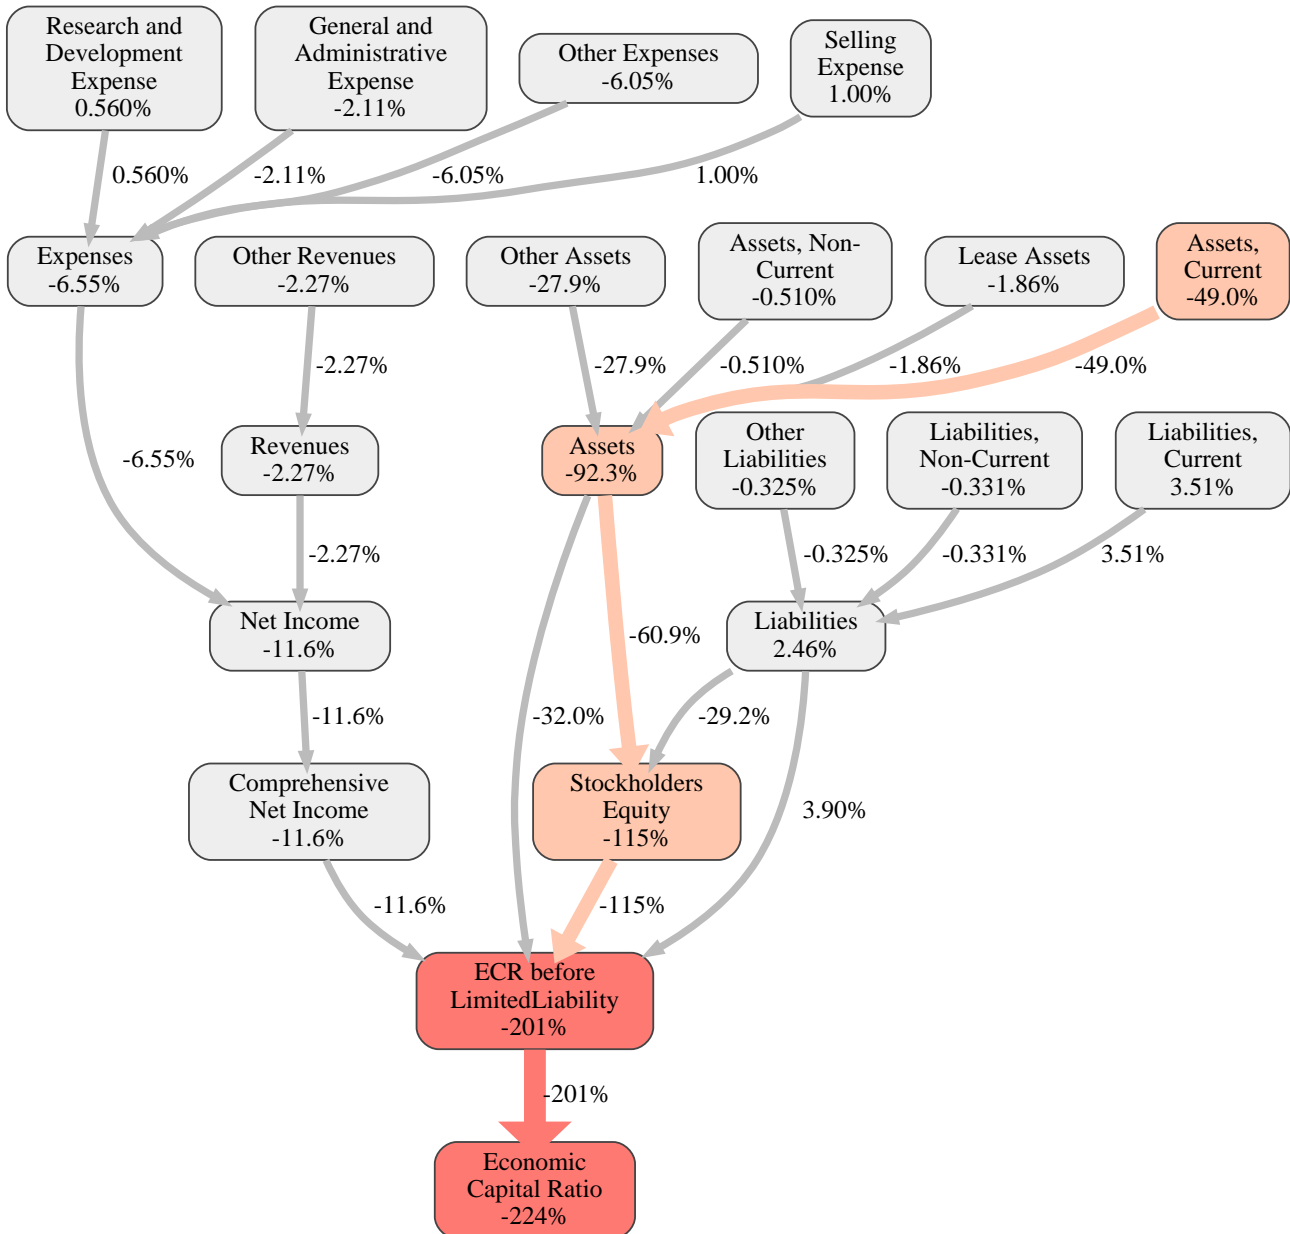 Research and
Development
Expense
0.560%
General and
Administrative
Expense
-2.11%
Other Expenses
-6.05%
Selling
Expense
1.00%
0.560%
-2.11%
-6.05%
1.00%
Expenses
-6.55%
Other Revenues
-2.27%
Other Assets
-27.9%
Assets, Non-
Current
-0.510%
Lease Assets
-1.86%
Assets,
Current
-49.0%
-2.27%
-27.9%
-0.510%
-1.86%
-49.0%
-6.55%
Revenues
-2.27%
Assets
-92.3%
Other
Liabilities
-0.325%
Liabilities,
Non-Current
-0.331%
Liabilities,
Current
3.51%
-2.27%
-0.325%
-0.331%
3.51%
Net Income
-11.6%
-60.9%
Liabilities
2.46%
-11.6%
-32.0%
-29.2%
Comprehensive
Net Income
-11.6%
Stockholders
Equity
-115%
3.90%
-11.6%
-115%
ECR before
LimitedLiability
-201%
-201%
Economic
Capital Ratio
-224%